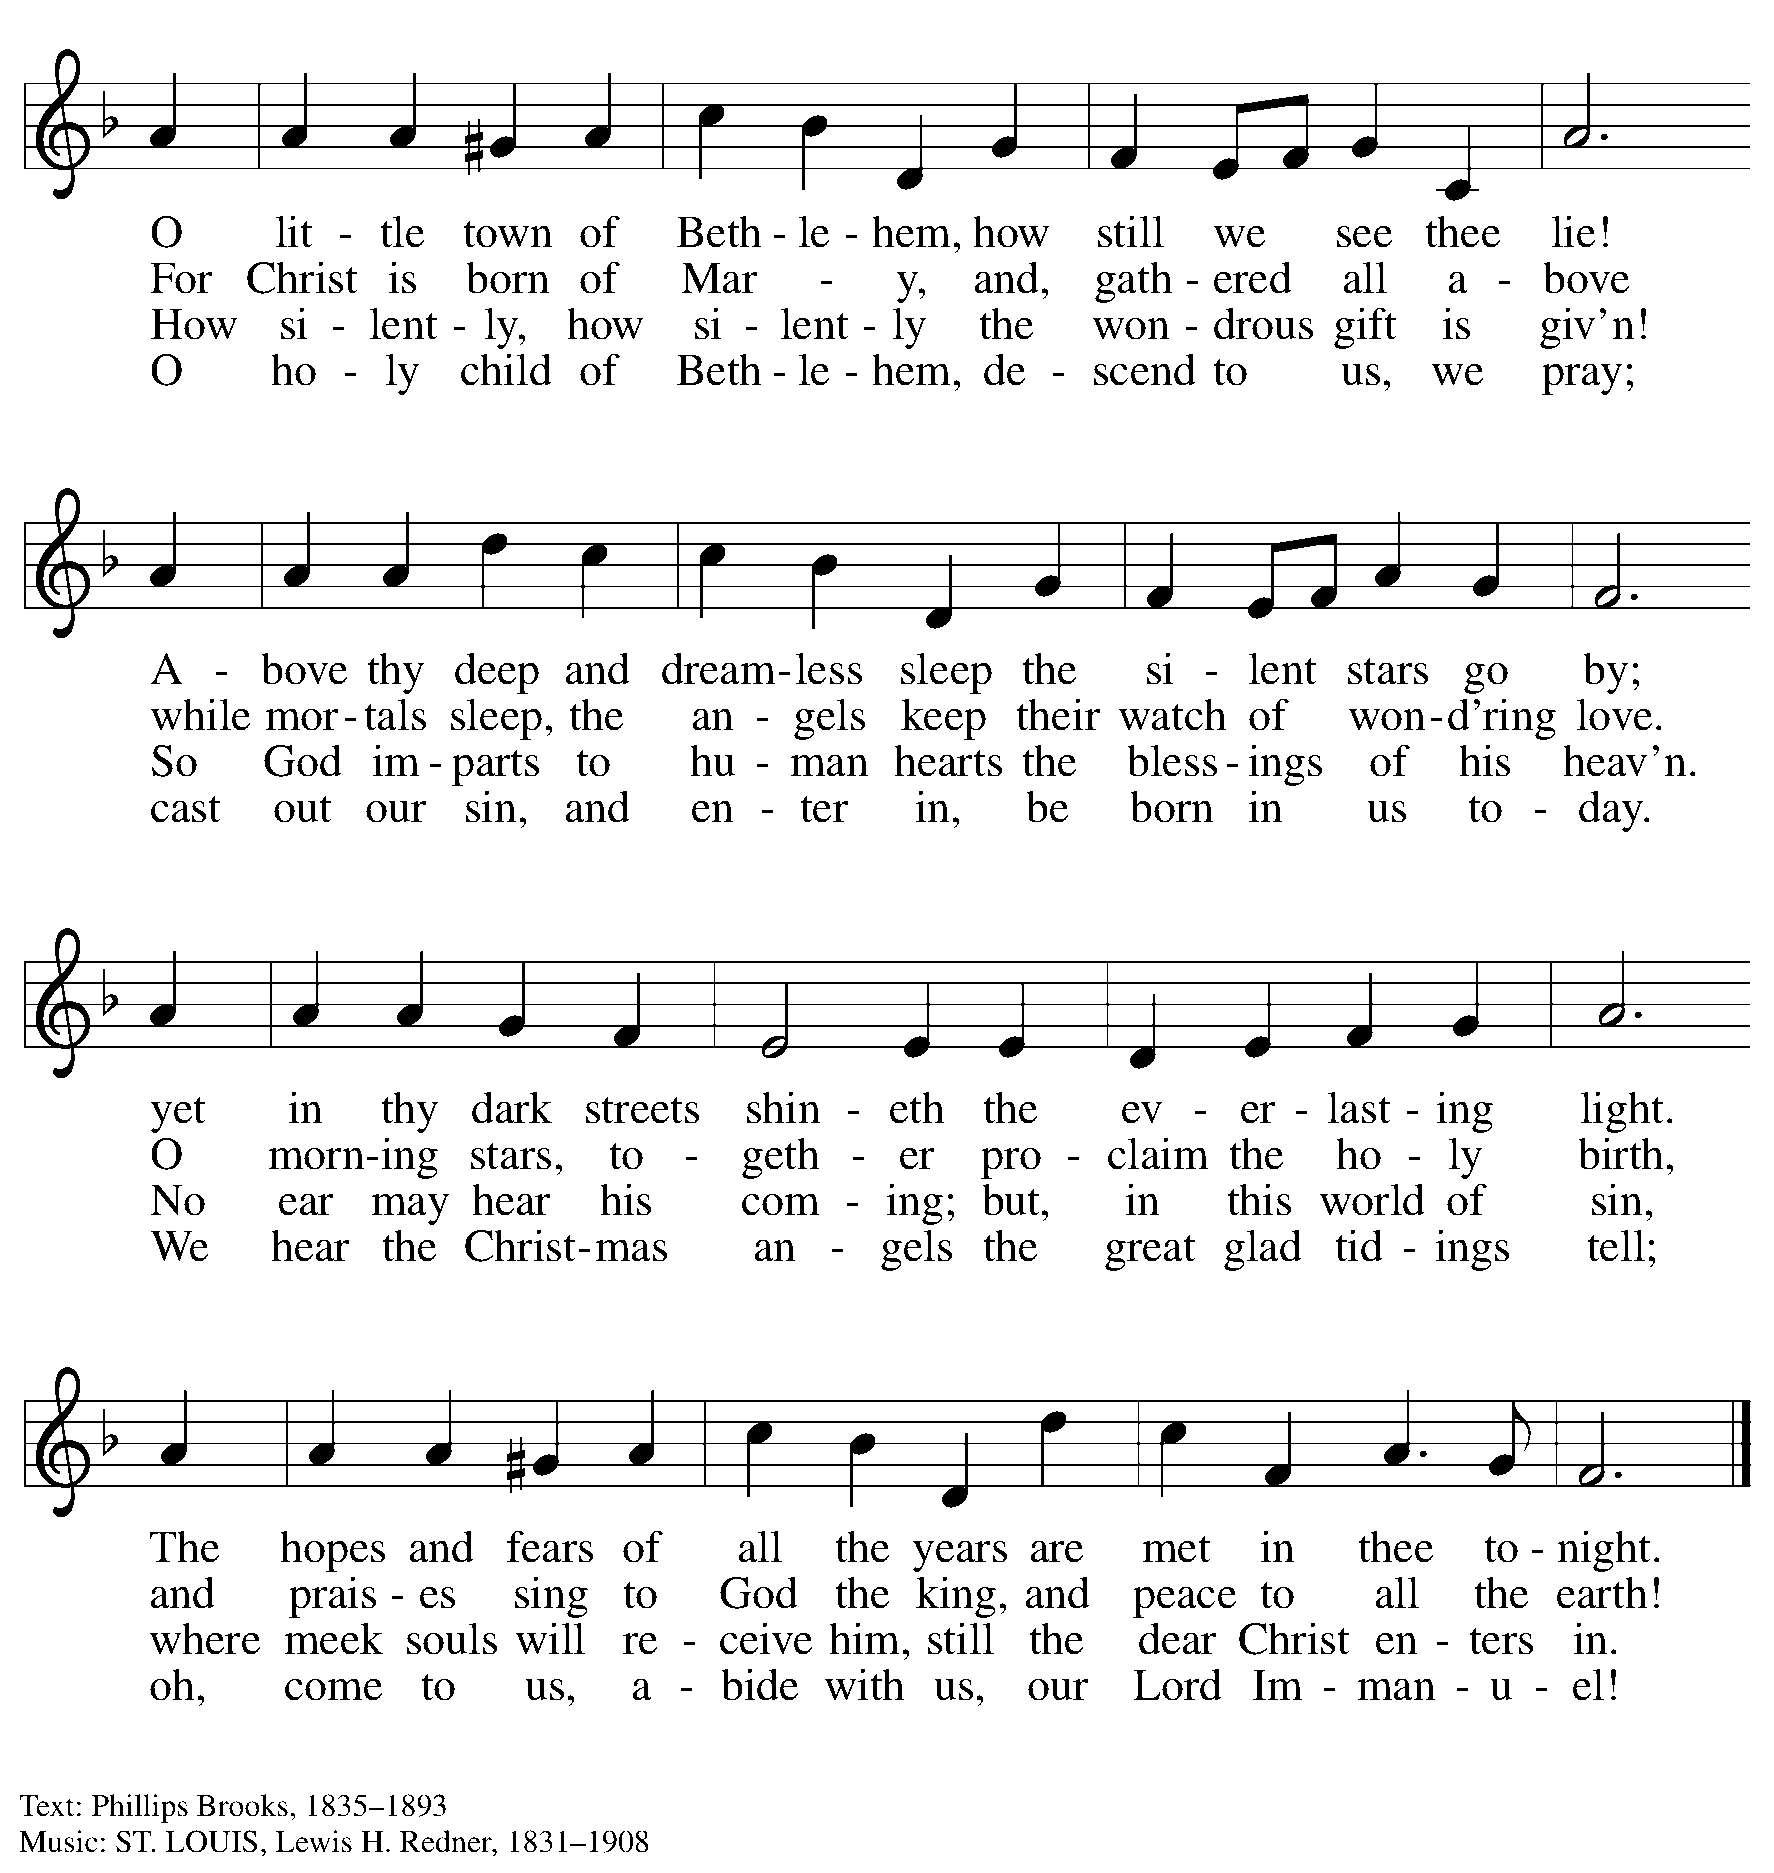 O lit - tle town of Beth - le - hem, how still we see thee lie!
For Christ is born of Mar - y, and, gath - ered all a - bove
How si - lent - ly, how si - lent - ly the won - drous gift is giv'n!
O ho - ly child of Beth - le - hem, de - scend to us, we pray;
A - bove thy deep and dream - less sleep the si - lent stars go by;
while mor - tals sleep, the an - gels keep their watch of won - d'ring love.
So God im - parts to hu - man hearts the bless - ings of his heav'n.
cast out our sin, and en - ter in, be born in us to - day.
yet in thy dark streets shin - eth the ev - er - last - ing light.
O morn - ing stars, to - geth - er pro - claim the ho - ly birth,
No ear may hear his com - ing; but, in this world of sin,
We hear the Christ - mas an - gels the great glad tid - ings tell;
The hopes and fears of all the years are met in thee to - night.
and prais - es sing to God the king, and peace to all the earth!
where meek souls will re - ceive him, still the dear Christ en - ters in.
oh, come to us, a - bide with us, our Lord Im - man - u - el!
Text: Phillips Brooks, 1835–1893
Music: ST. LOUIS, Lewis H. Redner, 1831–1908